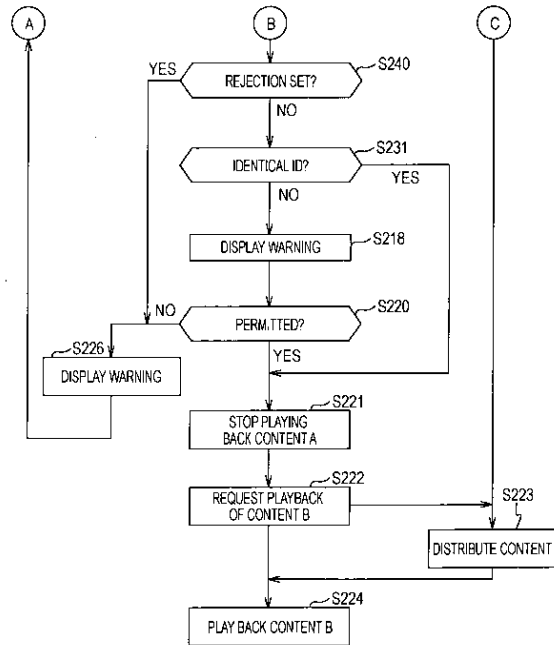 A
B
C
YES
REJECTION SET?
S240
NO
IDENTICAL ID?
S231
YES
NO
DISPLAY WARNING
S218
NO
PERMITTED?
S220
S226
YES
DISPLAY WARNING
S221
STOP PLAYING
BACK CONTENT A
S222
REQUEST PLAYBACK
OF CONTENT B
S223
DISTRIBUTE CONTENT
S224
PLAY BACK CONTENT B